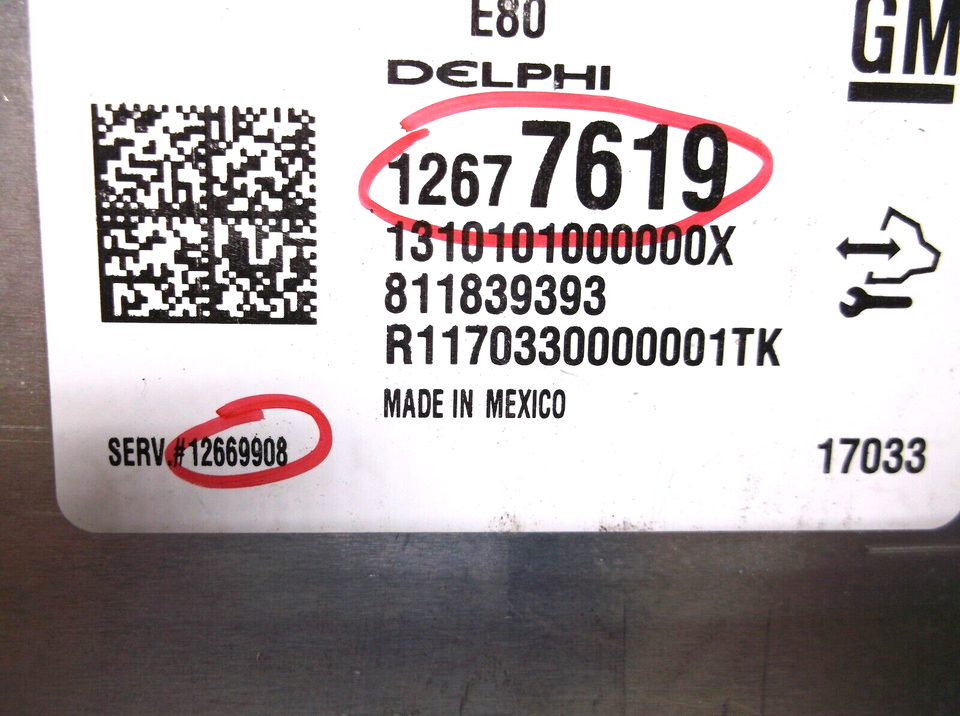 E80
GM
DELPHI
12677619
1310101000000X
811839393
R1170330000001TK
MADE IN MEXICO
SERV.#12669908
17033